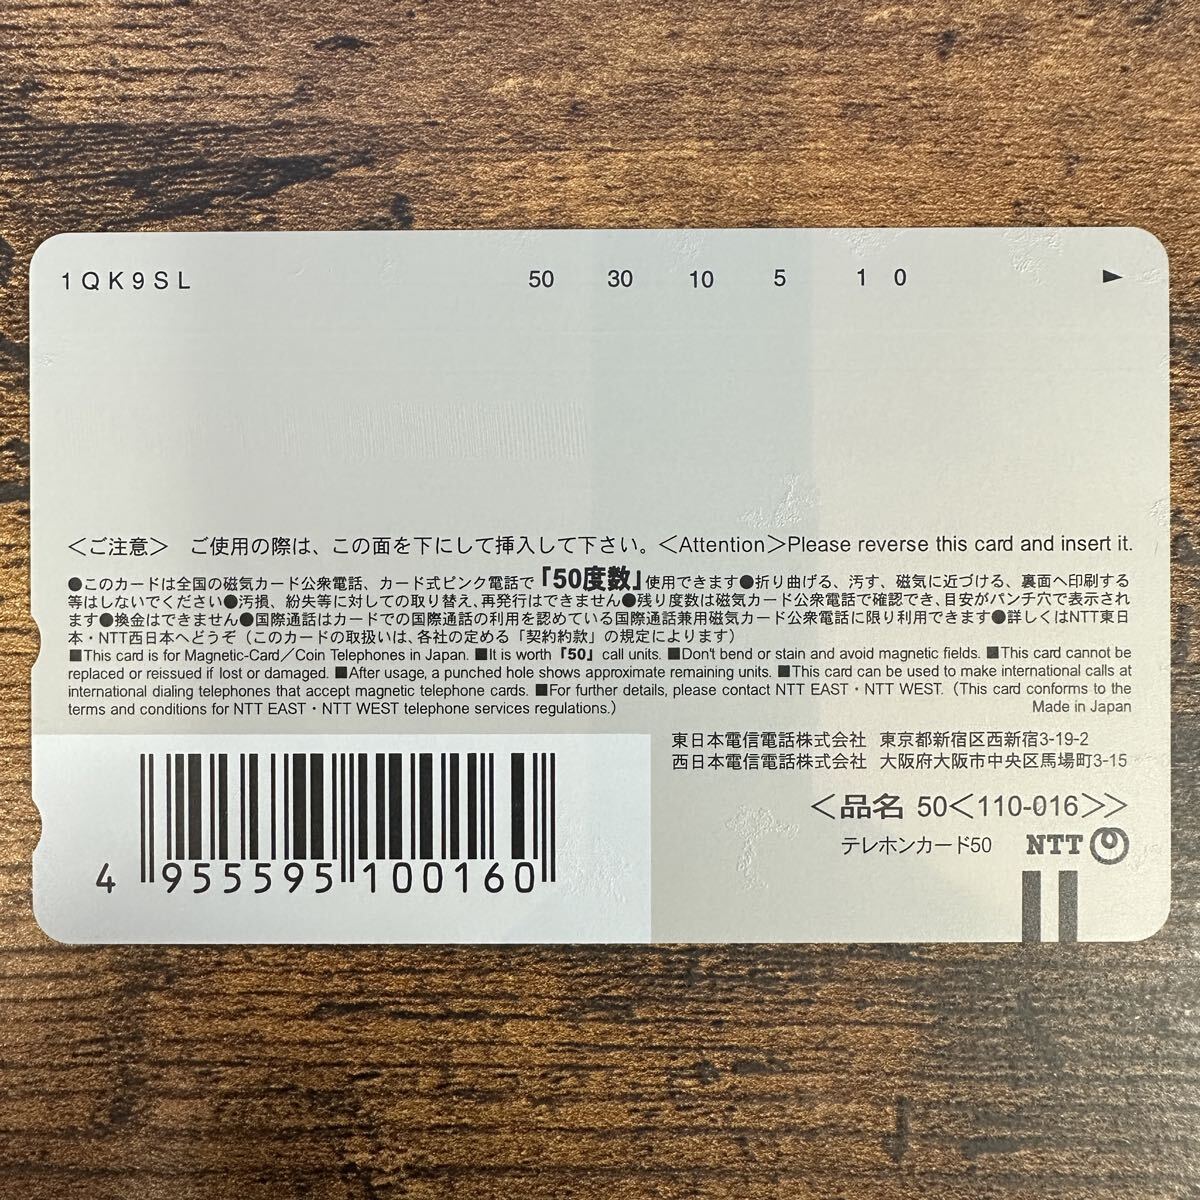 1QK9SL 50 30 10 5 1 0 ►
＜ご注意＞ ご使用の際は、この面を下にして挿入して下さい。＜Attention＞Please reverse this card and insert it.
●このカードは全国の磁気カード公衆電話、カード式ピンク電話で「50度数」使用できます●折り曲げる、汚す、磁気に近づける、裏面へ印刷する
等はしないでください●汚損、紛失等に対しての取り替え、再発行はできません●残り度数は磁気カード公衆電話で確認でき、目安がパンチ穴で表示され
ます●換金はできません●国際通話はカードでの国際通話の利用を認めている国際通話兼用磁気カード公衆電話に限り利用できます●詳しくはNTT東日
本・NTT西日本へどうぞ（このカードの取扱いは、各社の定める「契約約款」の規定によります）
■This card is for Magnetic-Card／Coin Telephones in Japan. ■It is worth「50」call units. ■Don't bend or stain and avoid magnetic fields. ■This card cannot be
replaced or reissued if lost or damaged. ■After usage, a punched hole shows approximate remaining units. ■This card can be used to make international calls at
international dialing telephones that accept magnetic telephone cards. ■For further details, please contact NTT EAST・NTT WEST.（This card conforms to the
terms and conditions for NTT EAST・NTT WEST telephone services regulations.） Made in Japan
東日本電信電話株式会社 東京都新宿区西新宿3-19-2
西日本電信電話株式会社 大阪府大阪市中央区馬場町3-15
＜品名 50＜110-016＞＞
テレホンカード50 NTT
4 955595 100160